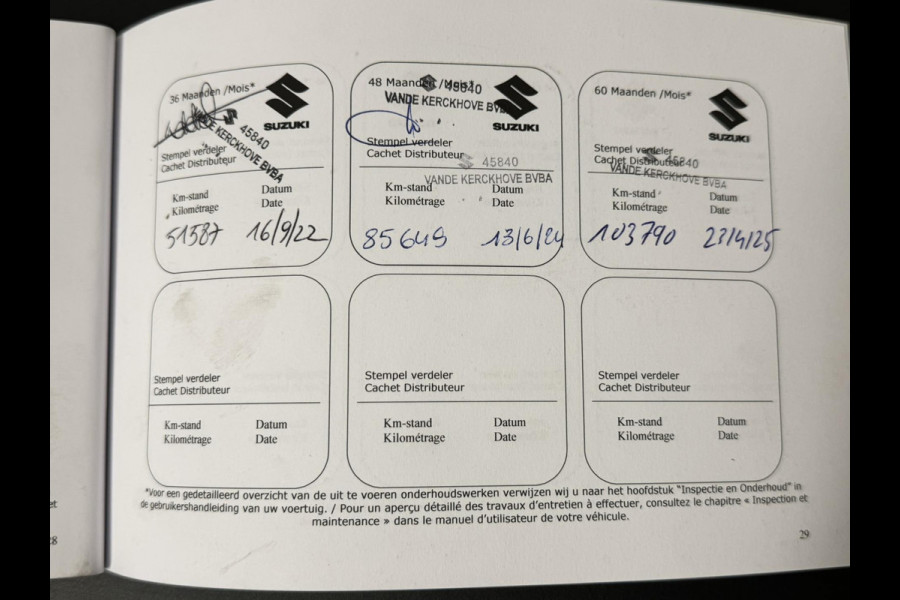 36 Maanden /Mois*
SUZUKI
45840
KERCKHOVE BVBA
Stempel verdeler
Cachet Distributeur
Km-stand
Kilométrage
Datum
Date
51587
16/9/22
48 Maanden /Mois*
45840
VANDE KERCKHOVE BV
SUZUKI
Stempel verdeler
Cachet Distributeur
45840
VANDE KERCKHOVE BVBA
Km-stand
Kilométrage
Datum
Date
85649
13/6/24
60 Maanden /Mois*
SUZUKI
Stempel verdeler
Cachet Distributeur
45840
VANDE KERCKHOVE BVBA
Km-stand
Kilométrage
Datum
Date
103790
23/4/25
Stempel verdeler
Cachet Distributeur
Km-stand
Kilométrage
Datum
Date
Stempel verdeler
Cachet Distributeur
Km-stand
Kilométrage
Datum
Date
Stempel verdeler
Cachet Distributeur
Km-stand
Kilométrage
Datum
Date
*Voor een gedetailleerd overzicht van de uit te voeren onderhoudswerken verwijzen wij u naar het hoofdstuk "Inspectie en Onderhoud" in
de gebruikershandleiding van uw voertuig. / Pour un aperçu détaillé des travaux d'entretien à effectuer, consultez le chapitre « Inspection et
maintenance » dans le manuel d'utilisateur de votre véhicule.
29